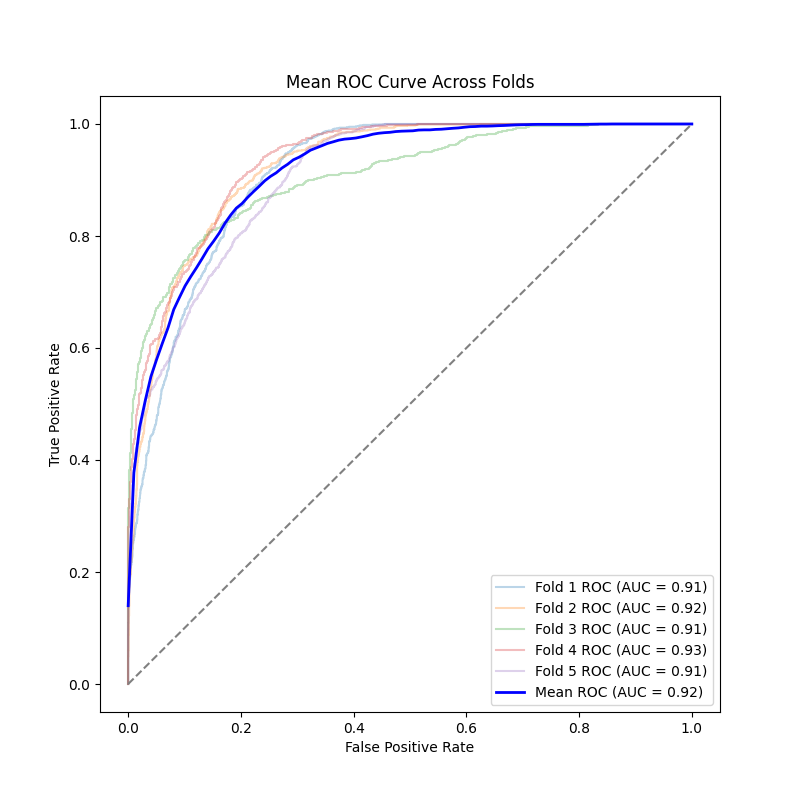 Mean ROC Curve Across Folds
1.0
0.8
0.6
0.4
0.2
0.0
True Positive Rate
0.0 0.2 0.4 0.6 0.8 1.0
False Positive Rate
Fold 1 ROC (AUC = 0.91)
Fold 2 ROC (AUC = 0.92)
Fold 3 ROC (AUC = 0.91)
Fold 4 ROC (AUC = 0.93)
Fold 5 ROC (AUC = 0.91)
Mean ROC (AUC = 0.92)